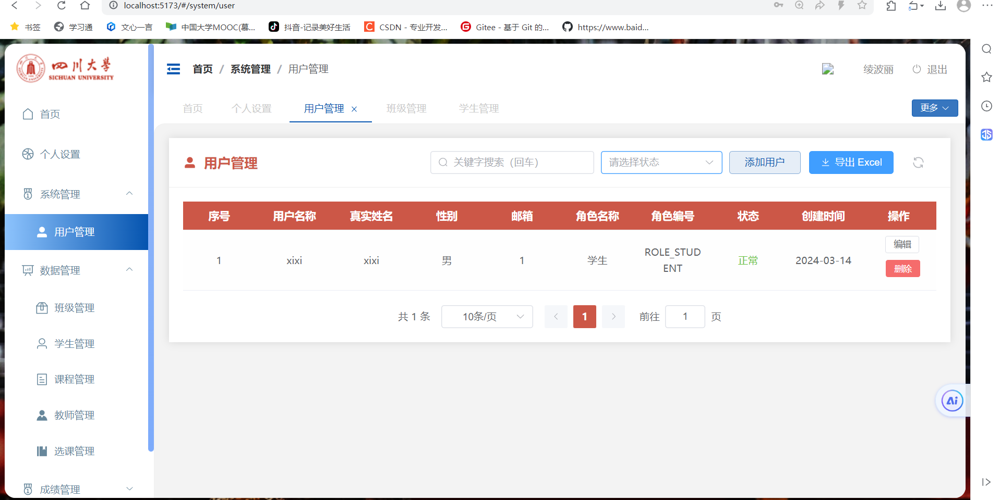 localhost:5173/#/system/user
书签 学习通 文心一言 中国大学MOOC(慕... 抖音-记录美好生活 CSDN - 专业开发... Gitee - 基于 Git 的... https://www.baid...
四川大学
SICHUAN UNIVERSITY
首页 / 系统管理 / 用户管理
绫波丽 退出
首页 个人设置 用户管理 班级管理 学生管理 更多
首页
个人设置
系统管理
用户管理
数据管理
班级管理
学生管理
课程管理
教师管理
选课管理
成绩管理
用户管理 关键字搜索（回车） 请选择状态 添加用户 导出 Excel
序号 用户名称 真实姓名 性别 邮箱 角色名称 角色编号 状态 创建时间 操作
1 xixi xixi 男 1 学生 ROLE_STUD
ENT 正常 2024-03-14 编辑
删除
共 1 条 10条/页 1 前往 1 页
Ai